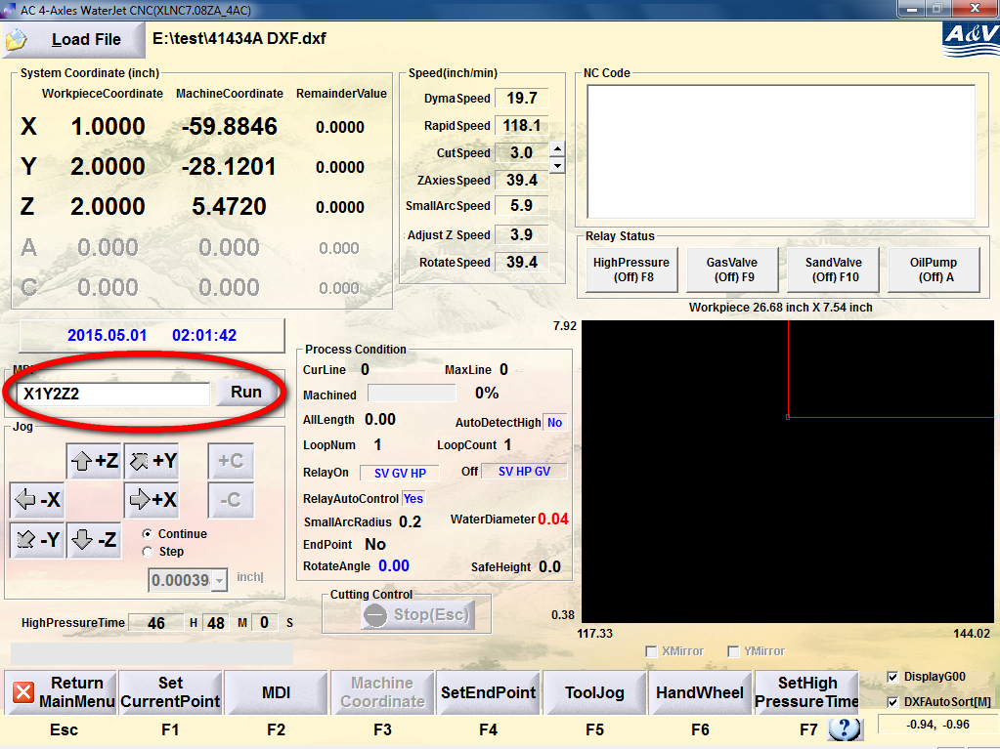 AC 4-Axles WaterJet CNC(XLNC7.08ZA_4AC)
Load File E:\test\41434A DXF.dxf
A&V
System Coordinate (inch)
WorkpieceCoordinate MachineCoordinate RemainderValue
X 1.0000 -59.8846 0.0000
Y 2.0000 -28.1201 0.0000
Z 2.0000 5.4720 0.0000
A 0.000 0.000 0.000
C 0.000 0.000 0.000
Speed(inch/min)
DymaSpeed 19.7
RapidSpeed 118.1
CutSpeed 3.0
ZAxiesSpeed 39.4
SmallArcSpeed 5.9
Adjust Z Speed 3.9
RotateSpeed 39.4
NC Code
Relay Status
HighPressure
(Off) F8
GasValve
(Off) F9
SandValve
(Off) F10
OilPump
(Off) A
Workpiece 26.68 inch X 7.54 inch
2015.05.01 02:01:42
MDI
X1Y2Z2 Run
Jog
+Z +Y +C
-X +X -C
-Y -Z
Continue
Step
0.00039 inch
HighPressureTime 46 H 48 M 0 S
Process Condition
CurLine 0 MaxLine 0
Machined 0%
AllLength 0.00 AutoDetectHigh No
LoopNum 1 LoopCount 1
RelayOn SV GV HP Off SV HP GV
RelayAutoControl Yes
SmallArcRadius 0.2 WaterDiameter 0.04
EndPoint No
RotateAngle 0.00 SafeHeight 0.0
Cutting Control
Stop(Esc)
7.92
0.38
117.33 144.02
XMirror YMirror
Return
MainMenu
Set
CurrentPoint
MDI
Machine
Coordinate
SetEndPoint
ToolJog
HandWheel
SetHigh
PressureTime
DisplayG00
DXFAutoSort[M]
Esc F1 F2 F3 F4 F5 F6 F7 ?
-0.94, -0.96